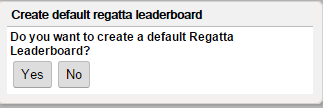 Create default regatta leaderboard
Do you want to create a default Regatta
Leaderboard?
Yes No